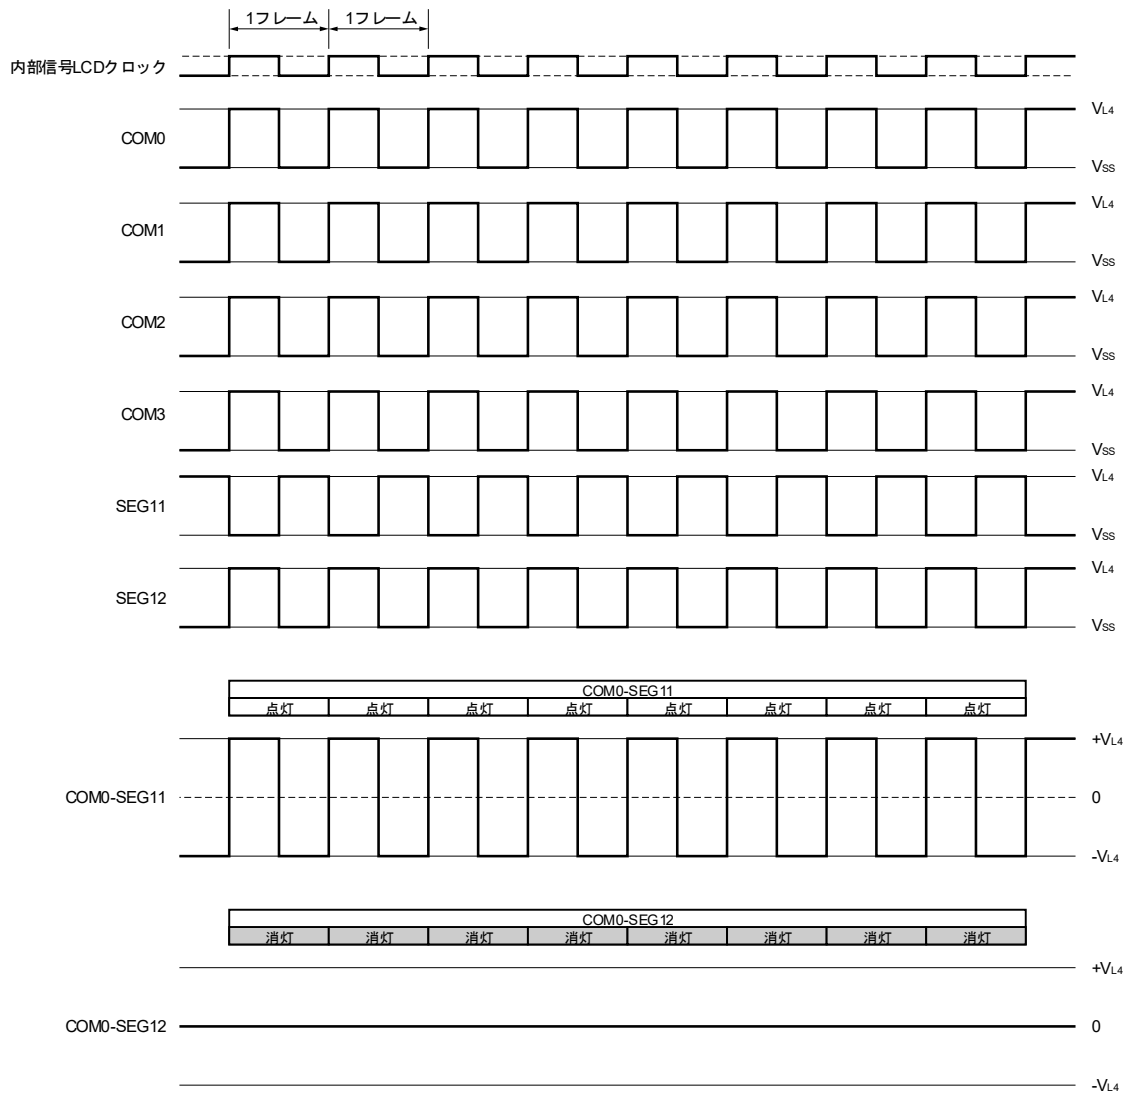 1フレーム 1フレーム
内部信号LCDクロック
VL4
COM0
VSS
VL4
COM1
VSS
VL4
COM2
VSS
VL4
COM3
VSS
VL4
SEG11
VSS
VL4
SEG12
VSS
COM0-SEG11
点灯 点灯 点灯 点灯 点灯 点灯 点灯 点灯
+VL4
COM0-SEG11 0
-VL4
COM0-SEG12
消灯 消灯 消灯 消灯 消灯 消灯 消灯 消灯
+VL4
COM0-SEG12 0
-VL4